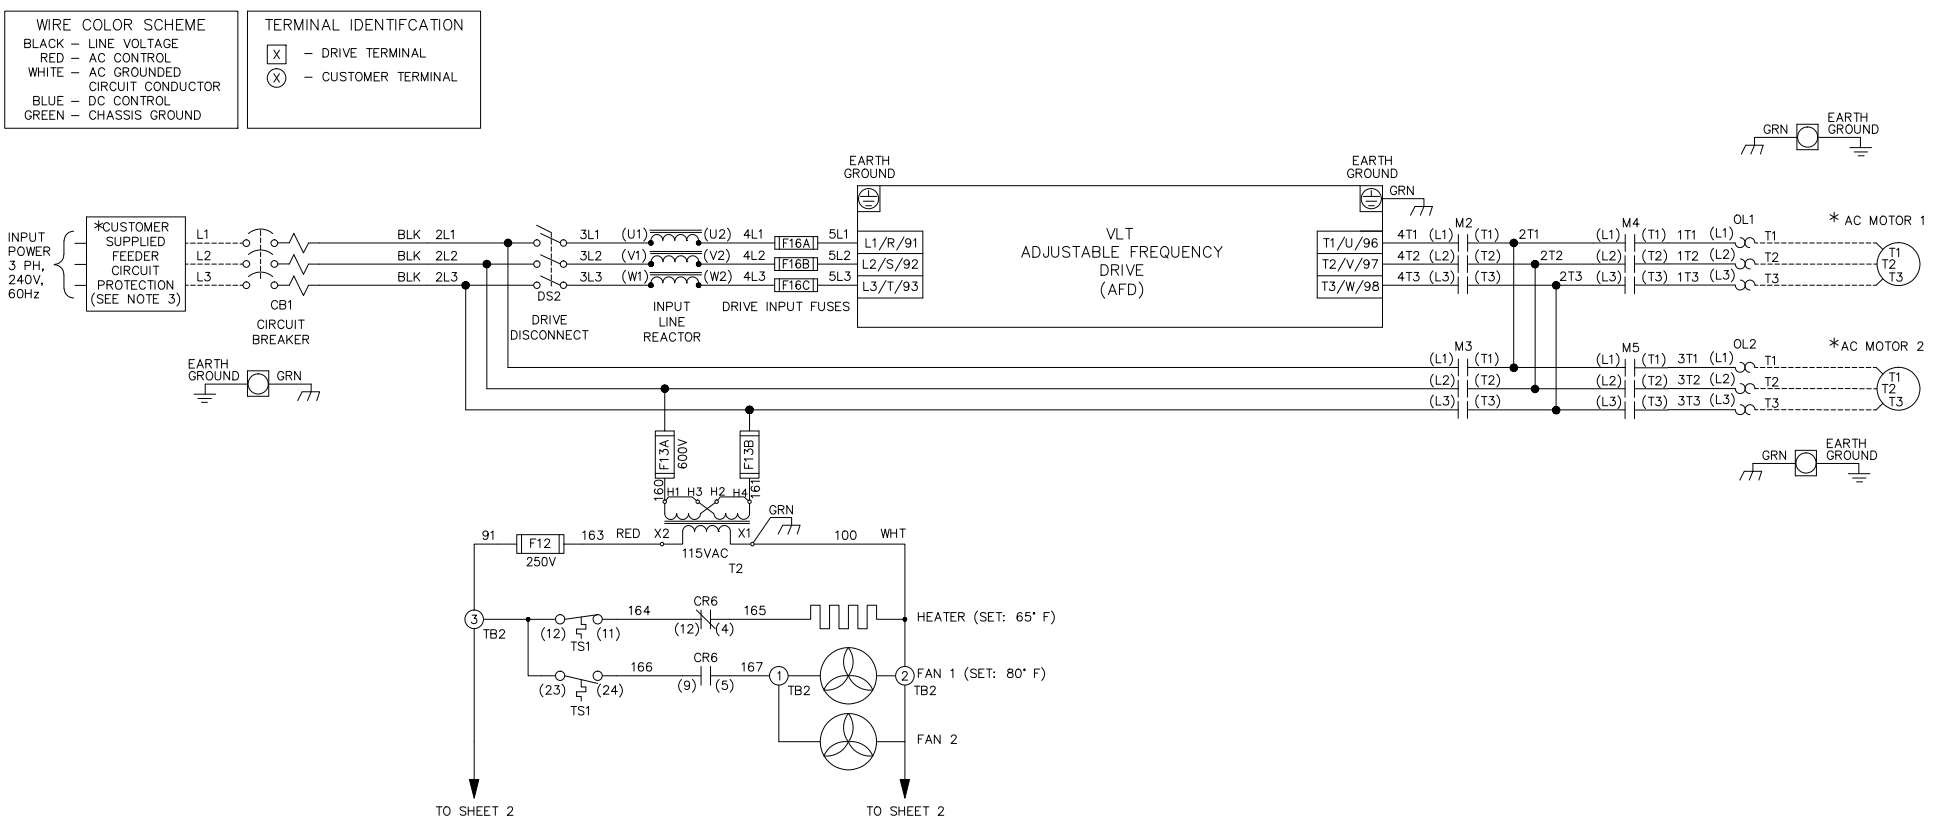 WIRE COLOR SCHEME
BLACK – LINE VOLTAGE
RED – AC CONTROL
WHITE – AC GROUNDED
CIRCUIT CONDUCTOR
BLUE – DC CONTROL
GREEN – CHASSIS GROUND
TERMINAL IDENTIFCATION
X – DRIVE TERMINAL
X – CUSTOMER TERMINAL
GRN
EARTH
GROUND
EARTH
GROUND
EARTH
GROUND
GRN
INPUT
POWER
3 PH,
240V,
60Hz
*CUSTOMER
SUPPLIED
FEEDER
CIRCUIT
PROTECTION
(SEE NOTE 3)
L1
L2
L3
CB1
CIRCUIT
BREAKER
BLK 2L1
BLK 2L2
BLK 2L3
DS2
DRIVE
DISCONNECT
3L1 (U1) (U2) 4L1 F16A 5L1 L1/R/91
3L2 (V1) (V2) 4L2 F16B 5L2 L2/S/92
3L3 (W1) (W2) 4L3 F16C 5L3 L3/T/93
INPUT
LINE
REACTOR
DRIVE INPUT FUSES
VLT
ADJUSTABLE FREQUENCY
DRIVE
(AFD)
M2 M4 OL1 * AC MOTOR 1
T1/U/96 4T1 (L1) (T1) 2T1 (L1) (T1) 1T1 (L1) T1
T2/V/97 4T2 (L2) (T2) 2T2 (L2) (T2) 1T2 (L2) T2
T3/W/98 4T3 (L3) (T3) 2T3 (L3) (T3) 1T3 (L3) T3
T1
T2
T3
M3 M5 OL2 *AC MOTOR 2
(L1) (T1) (L1) (T1) 3T1 (L1) T1
(L2) (T2) (L2) (T2) 3T2 (L2) T2
(L3) (T3) (L3) (T3) 3T3 (L3) T3
T1
T2
T3
EARTH
GROUND
GRN
GRN
EARTH
GROUND
F13A
600V
F13B
160
H1 H3 H2 H4
161
GRN
91 F12 163 RED X2 X1 100 WHT
250V
115VAC
T2
3
TB2
(12) (11)
TS1
164
CR6
(12) (4)
165
HEATER (SET: 65° F)
(23) (24)
TS1
166
CR6
(9) (5)
167
1
TB2
2
TB2
FAN 1 (SET: 80° F)
FAN 2
TO SHEET 2
TO SHEET 2